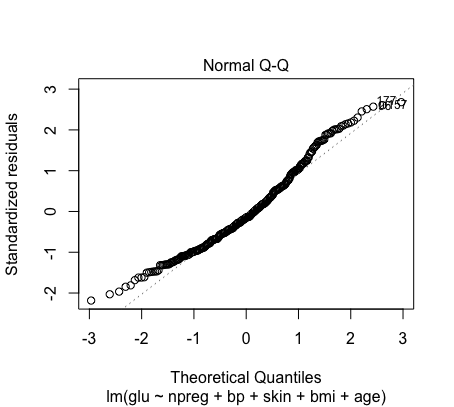 Normal Q-Q
3
2
1
0
-1
-2
Standardized residuals
177
-3 -2 -1 0 1 2 3
Theoretical Quantiles
lm(glu ~ npreg + bp + skin + bmi + age)